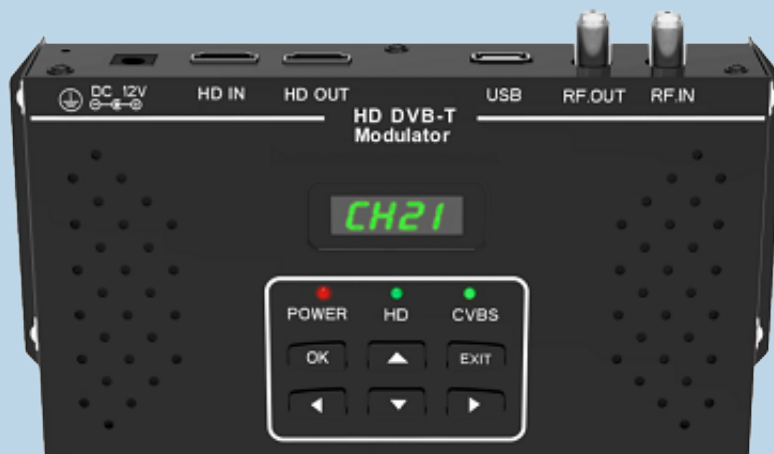 DC 12V
HD IN
HD OUT
USB
RF.OUT
RF.IN
HD DVB-T
Modulator
CH21
POWER
HD
CVBS
OK
EXIT